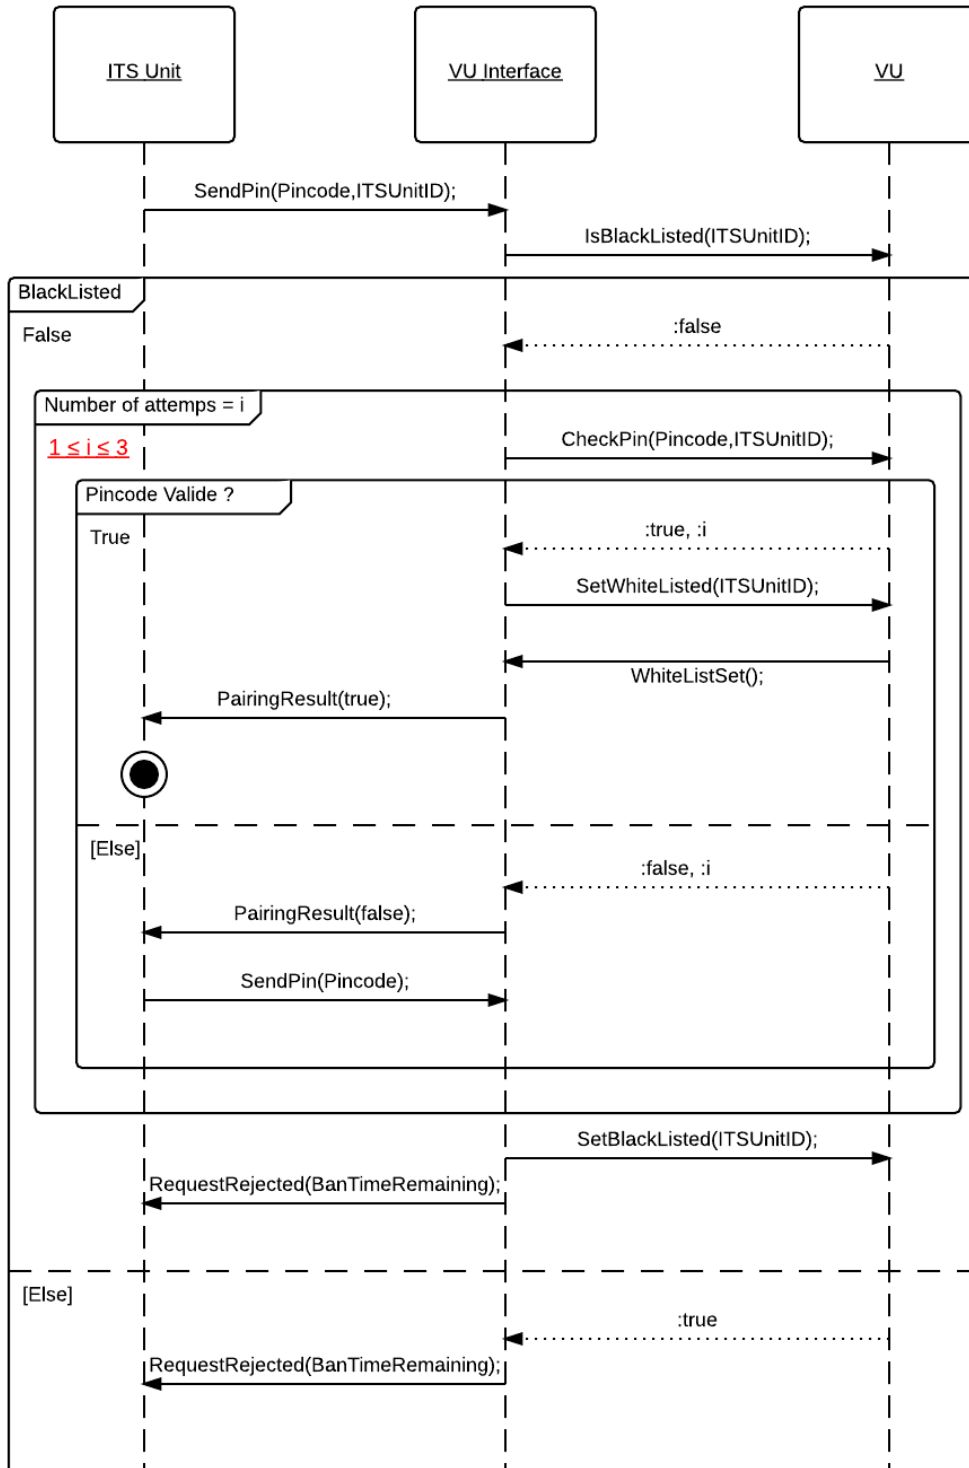 ITS Unit
VU Interface
VU
SendPin(Pincode,ITSUnitID);
IsBlackListed(ITSUnitID);
BlackListed
False
:false
Number of attemps = i
1 ≤ i ≤ 3
CheckPin(Pincode,ITSUnitID);
Pincode Valide ?
True
:true, :i
SetWhiteListed(ITSUnitID);
WhiteListSet();
PairingResult(true);
[Else]
:false, :i
PairingResult(false);
SendPin(Pincode);
SetBlackListed(ITSUnitID);
RequestRejected(BanTimeRemaining);
[Else]
:true
RequestRejected(BanTimeRemaining);